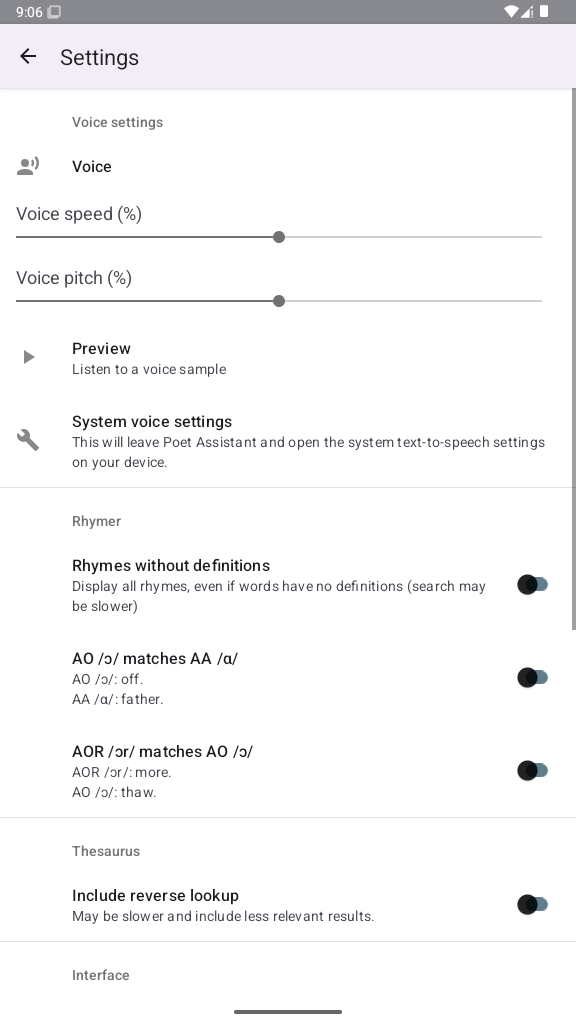 9:06
Settings
Voice settings
Voice
Voice speed (%)
Voice pitch (%)
Preview
Listen to a voice sample
System voice settings
This will leave Poet Assistant and open the system text-to-speech settings
on your device.
Rhymer
Rhymes without definitions
Display all rhymes, even if words have no definitions (search may
be slower)
AO /ɔ/ matches AA /ɑ/
AO /ɔ/: off.
AA /ɑ/: father.
AOR /ɔr/ matches AO /ɔ/
AOR /ɔr/: more.
AO /ɔ/: thaw.
Thesaurus
Include reverse lookup
May be slower and include less relevant results.
Interface